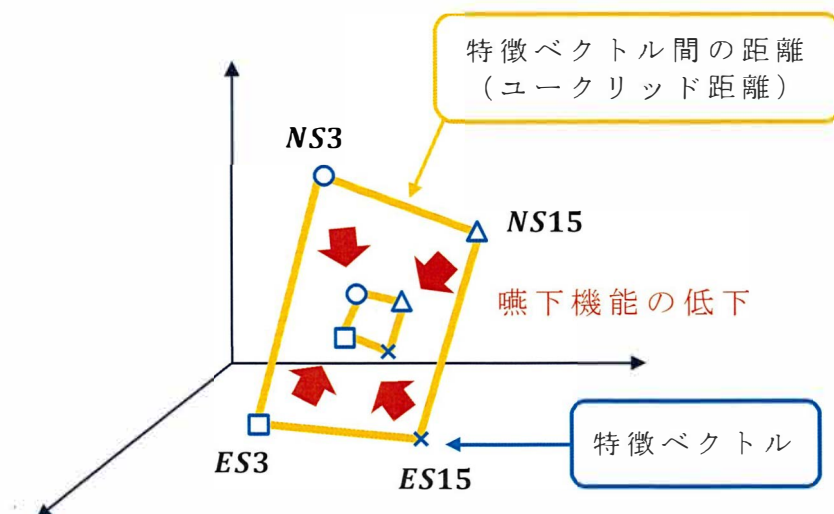 特徴ベクトル間の距離
（ユークリッド距離）
NS3
NS15
嚥下機能の低下
ES3
ES15
特徴ベクトル